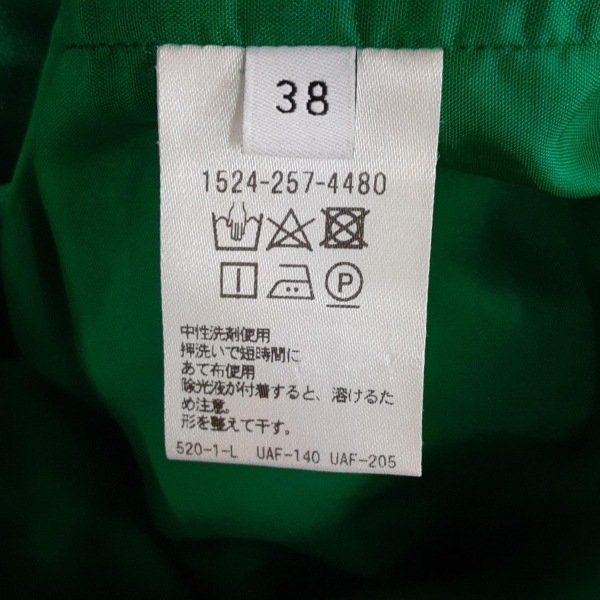 38
1524-257-4480
P
中性洗剤使用
押洗いで短時間に
あて布使用
除光液が付着すると、溶けるた
め注意。
形を整えて干す。
520-1-L UAF-140 UAF-205